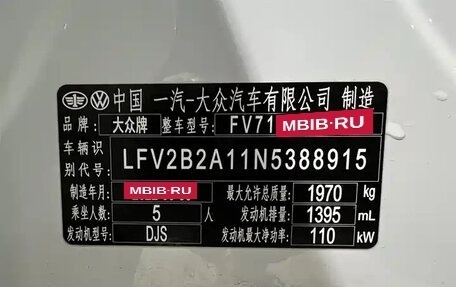 中国 一汽-大众汽车有限公司 制造
品牌: 大众牌 整车型号: FV71 MBIB.RU
车辆识别代号: LFV2B2A11N5388915
制造年月: MBIB.RU 最大允许总质量: 1970 kg
乘坐人数: 5 人 发动机排量: 1395 mL
发动机型号: DJS 发动机最大净功率: 110 kW